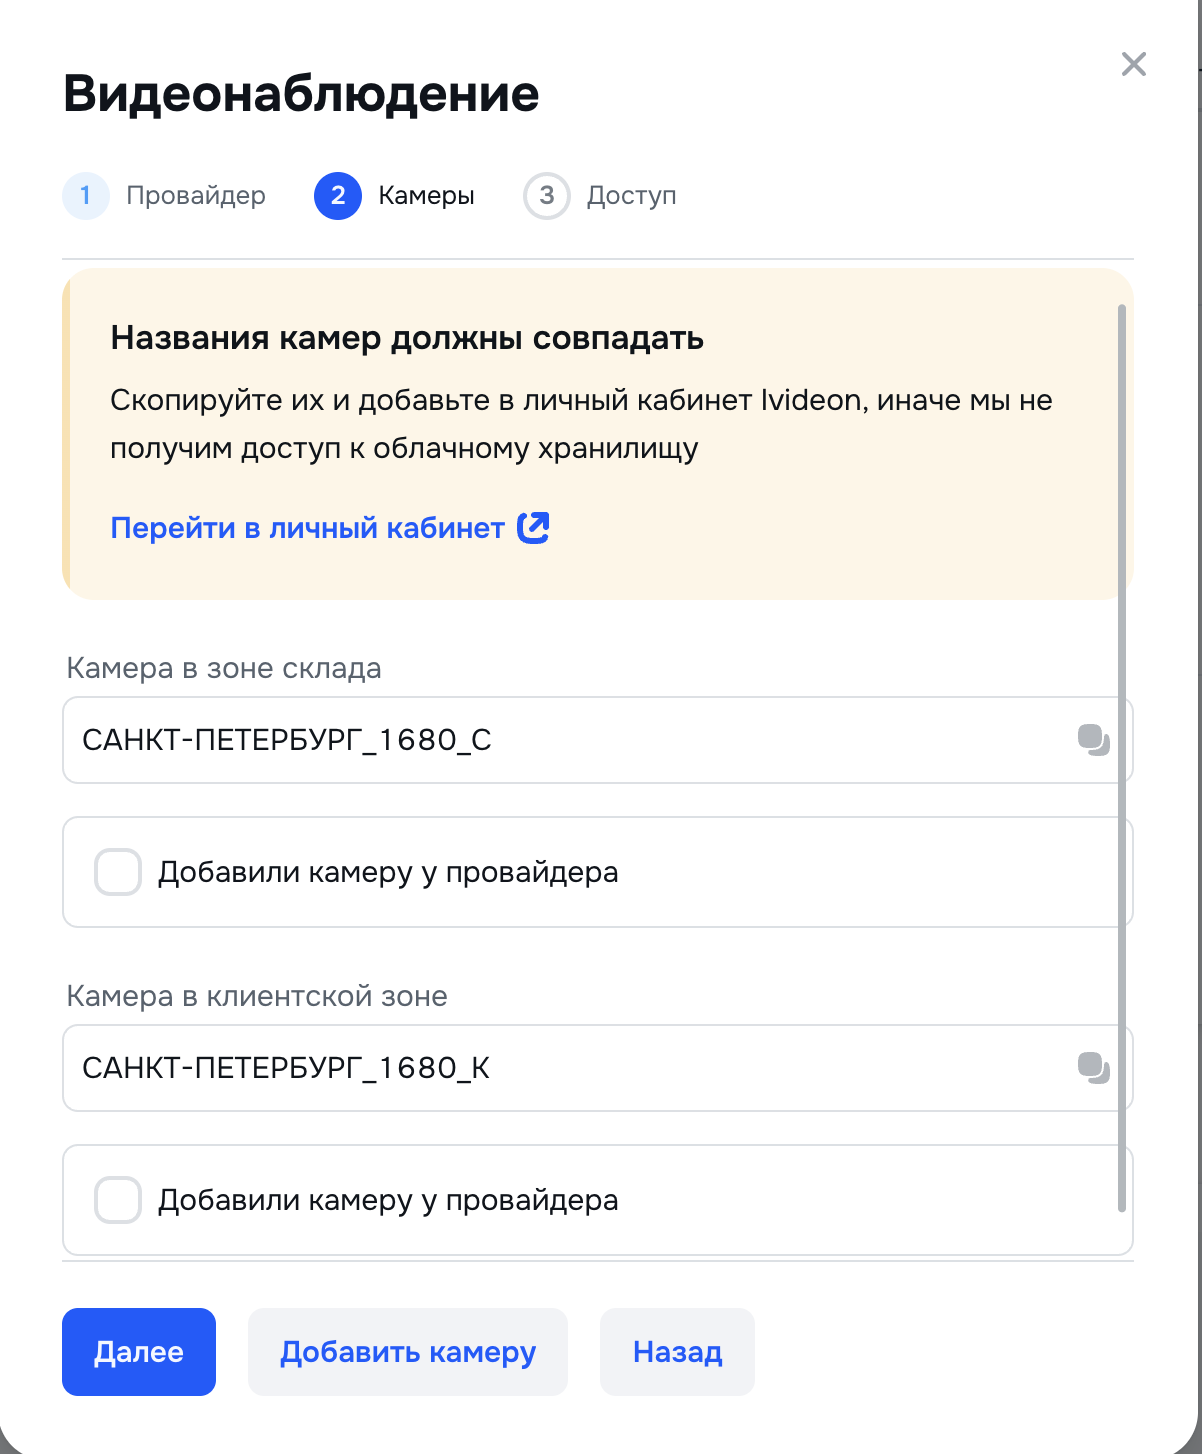 Видеонаблюдение
1 Провайдер 2 Камеры 3 Доступ
Названия камер должны совпадать
Скопируйте их и добавьте в личный кабинет Ivideon, иначе мы не
получим доступ к облачному хранилищу
Перейти в личный кабинет
Камера в зоне склада
САНКТ-ПЕТЕРБУРГ_1680_С
Добавили камеру у провайдера
Камера в клиентской зоне
САНКТ-ПЕТЕРБУРГ_1680_К
Добавили камеру у провайдера
Далее Добавить камеру Назад